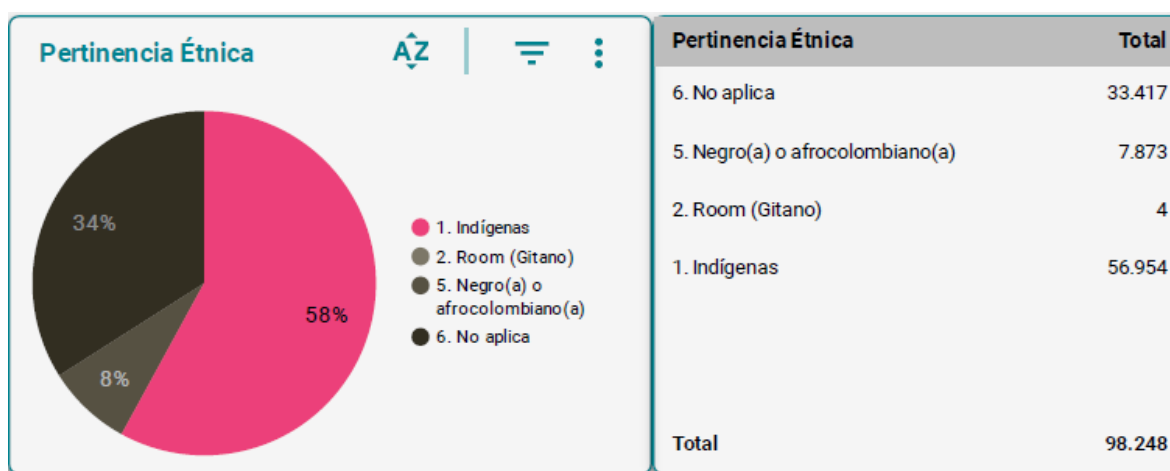 Pertinencia Étnica
AZ
34%
58%
8%
1. Indígenas
2. Room (Gitano)
5. Negro(a) o
afrocolombiano(a)
6. No aplica
Pertinencia Étnica Total
6. No aplica 33.417
5. Negro(a) o afrocolombiano(a) 7.873
2. Room (Gitano) 4
1. Indígenas 56.954
Total 98.248